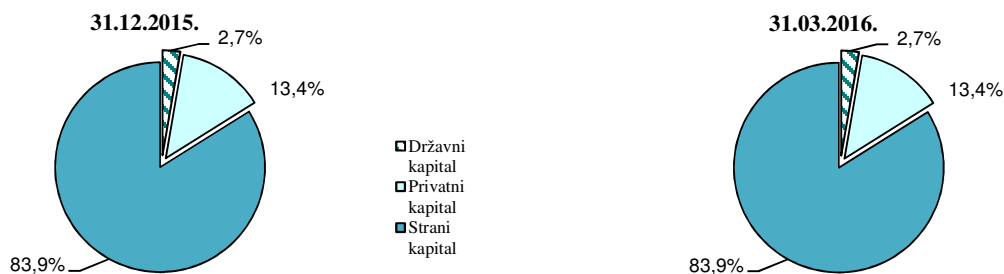 31.12.2015.
2,7%
13,4%
83,9%
Državni
kapital
Privatni
kapital
Strani
kapital
31.03.2016.
2,7%
13,4%
83,9%